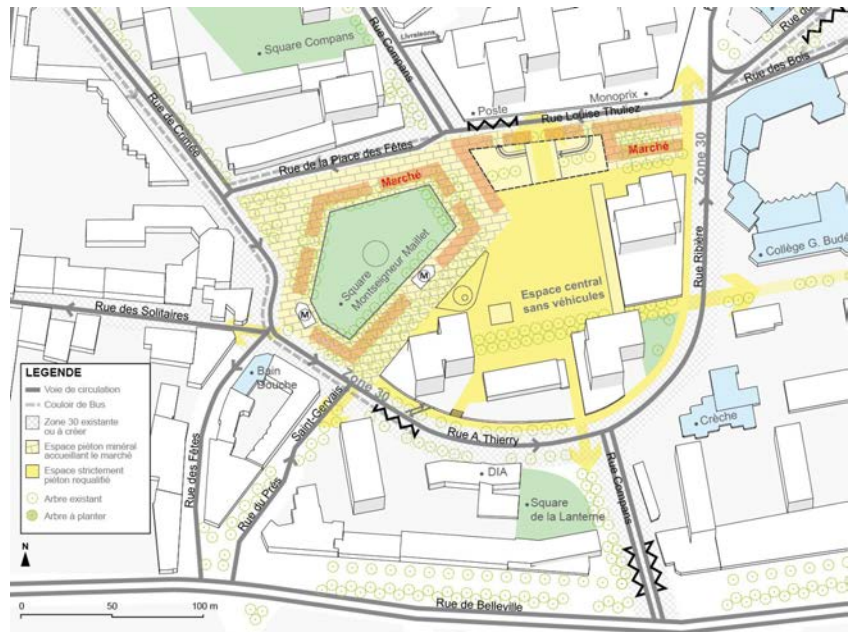 Square Compans
Rue Compans
Livraisons
Rue du
Rue des Bois
Rue de Crimée
Poste
Monoprix
Rue Louise Thuliez
Rue de la Place des Fêtes
Marché
Marché
Zone 30
Collège G. Budé
Square
Montseigneur Maillet
M
M
Espace central
sans véhicules
Rue Ribière
Rue des Solitaires
LEGENDE
Voie de circulation
Couloir de Bus
Zone 30 existante
ou à créer
Espace piéton minéral
accueillant le marché
Espace strictement
piéton requalifié
Arbre existant
Arbre à planter
N
0 50 100 m
Bain
Douche
Zone 30
Saint-Gervais
Rue du Prés
Rue des Fêtes
Rue A.Thierry
Crèche
DIA
Square
de la Lanterne
Rue Compans
Rue de Belleville